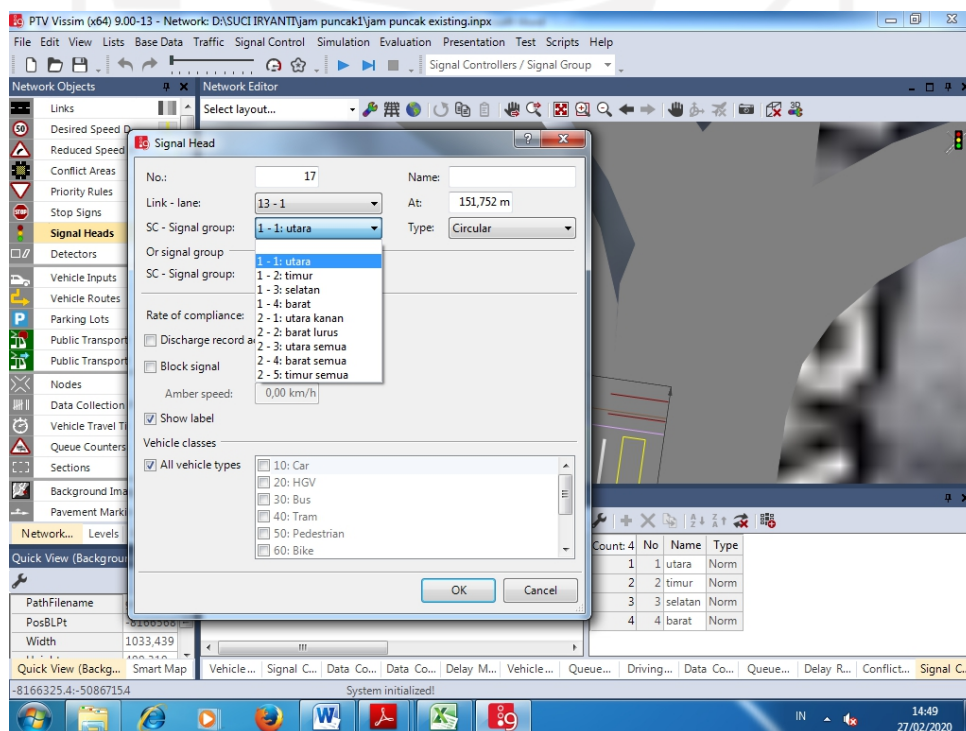 PTV Vissim (x64) 9.00-13 - Network: D:\SUCI IRYANTI\jam puncak1\jam puncak existing.inpx
File Edit View Lists Base Data Traffic Signal Control Simulation Evaluation Presentation Test Scripts Help
Signal Controllers / Signal Group
Network Objects
Network Editor
Select layout...
Links
Desired Speed D
Reduced Speed
Conflict Areas
Priority Rules
Stop Signs
Signal Heads
Detectors
Vehicle Inputs
Vehicle Routes
Parking Lots
Public Transport
Public Transport
Nodes
Data Collection
Vehicle Travel Ti
Queue Counters
Sections
Background Ima
Pavement Marki
Network... Levels
Quick View (Backgrou
PathFilename
PosBLPt -8166568
Width 1033,439
Quick View (Backg... Smart Map
Signal Head
No.: 17 Name:
Link - lane: 13 - 1 At: 151,752 m
SC - Signal group: 1 - 1: utara Type: Circular
Or signal group
SC - Signal group:
1 - 1: utara
1 - 2: timur
1 - 3: selatan
1 - 4: barat
2 - 1: utara kanan
2 - 2: barat lurus
2 - 3: utara semua
2 - 4: barat semua
2 - 5: timur semua
Rate of compliance:
Discharge record a
Block signal
Amber speed: 0,00 km/h
Show label
Vehicle classes
All vehicle types
10: Car
20: HGV
30: Bus
40: Tram
50: Pedestrian
60: Bike
OK Cancel
Count: 4 No Name Type
1 1 utara Norm
2 2 timur Norm
3 3 selatan Norm
4 4 barat Norm
Vehicle... Signal C... Data Co... Data Co... Delay M... Vehicle... Queue... Driving... Data Co... Queue... Delay R... Conflict... Signal C..
-8166325.4:-5086715.4 System initialized!
IN 14:49
27/02/2020